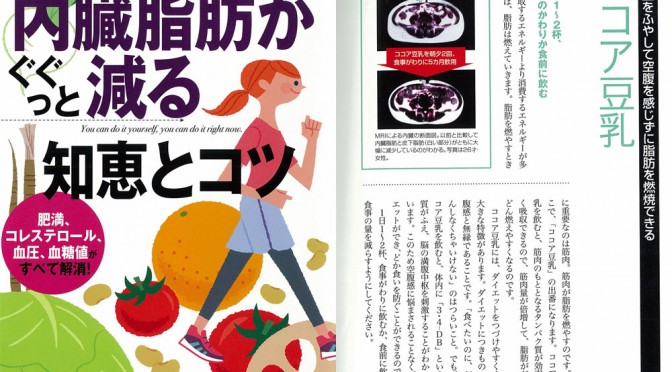 内臓脂肪が
ぐぐっと減る
You can do it yourself, you can do it right now.
知恵とコツ
肥満、
コレステロール、
血圧、血糖値が
すべて解消!
をふやして空腹を感じずに脂肪を燃焼できる
ココア豆乳
1〜2杯、
のかわりか食前に飲む
取するエネルギーより消費するエネルギーが多
ば、脂肪は燃えていきます。脂肪を燃やすとき
ココア豆乳を朝夕2回、
食事がわりに5カ月飲用
MRIによる内臓の断面図。以前と比較して
内臓脂肪と皮下脂肪(白い部分)がともに大
幅に減少しているのがわかる。写真は26才・
女性。
に重要なのは筋肉。筋肉が脂肪を燃やすのです。
こで、「ココア豆乳」の出番になります。ココア
乳を飲むと、筋肉のもととなるタンパク質が効率
く吸収できるので、筋肉量が倍増して、脂肪が
どん燃えやすくなるのです。
ココア豆乳には、ダイエットをつづけやすく
大きな特徴があります。ダイエットにつきもの
腹感と無縁であることです。「食べたいのに、
んしなくちゃいけない」のはつらいこと。でも、
コア豆乳を飲むと、体内に「3・4DB」とい
質がふえ、脳の満腹中枢を刺激することがわか
います。このため空腹感に悩まされることなく、
エットができ、どか食いを防ぐことができるので
1日1〜2杯、食事がわりに飲むか、食前に飲
食事の量を減らすようにしてください。